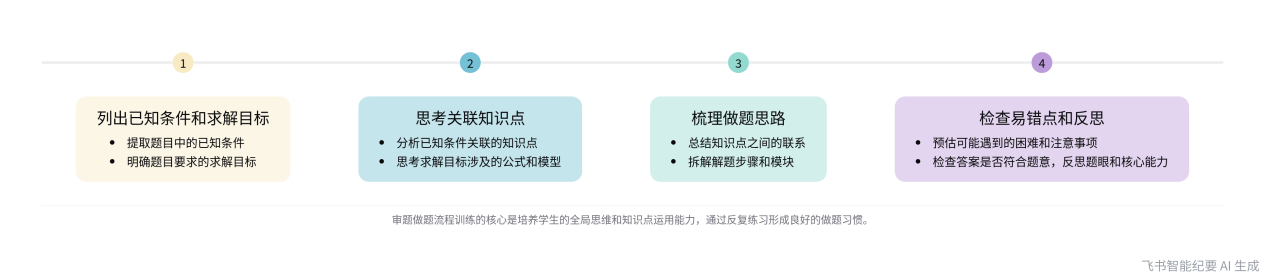 1
2
3
4
列出已知条件和求解目标
• 提取题目中的已知条件
• 明确题目要求的求解目标
思考关联知识点
• 分析已知条件关联的知识点
• 思考求解目标涉及的公式和模型
梳理做题思路
• 总结知识点之间的联系
• 拆解解题步骤和模块
检查易错点和反思
• 预估可能遇到的困难和注意事项
• 检查答案是否符合题意，反思题眼和核心能力
审题做题流程训练的核心是培养学生的全局思维和知识点运用能力，通过反复练习形成良好的做题习惯。
飞书智能纪要 AI 生成